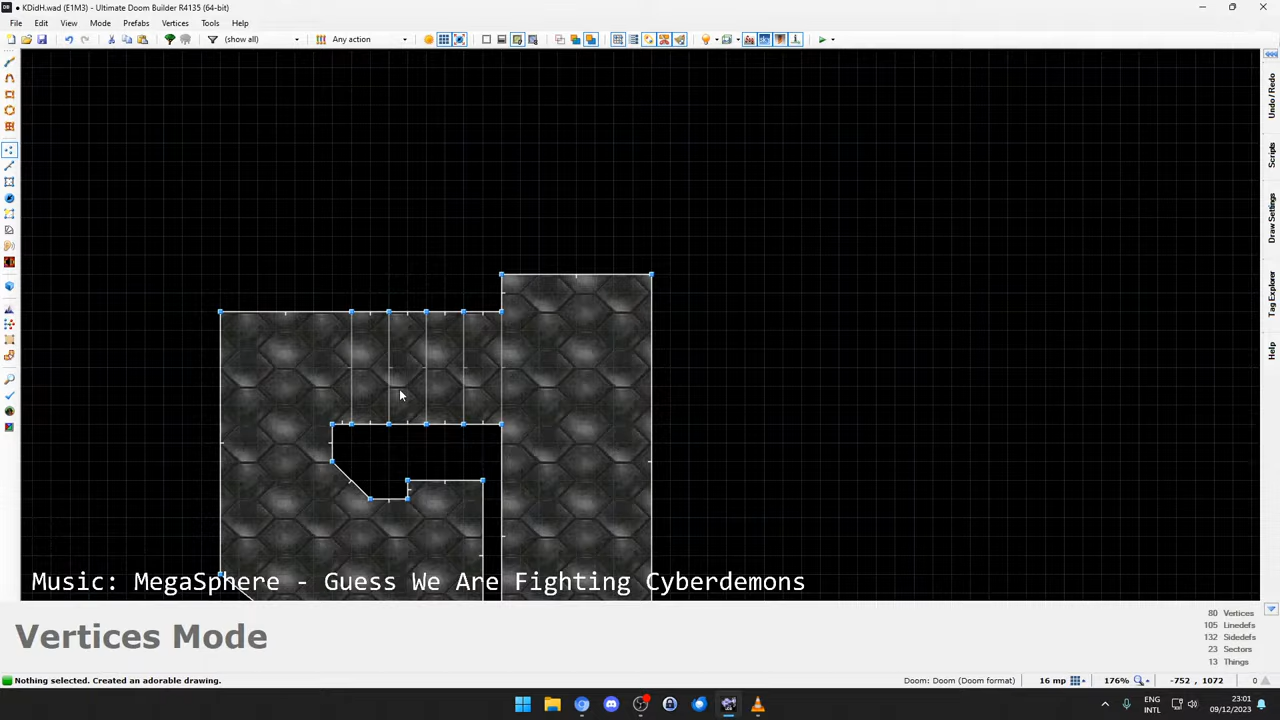 ● KDidH.wad (E1M3) - Ultimate Doom Builder R4135 (64-bit)
File Edit View Mode Prefabs Vertices Tools Help
(show all) Any action
Undo / Redo
Scripts
Draw Settings
Tag Explorer
Help
Music: MegaSphere - Guess We Are Fighting Cyberdemons
Vertices Mode
80 Vertices
105 Linedefs
132 Sidedefs
23 Sectors
13 Things
Nothing selected. Created an adorable drawing. Doom: Doom (Doom format) 16 mp 176% -752 , 1072 0
ENG
INTL
23:01
09/12/2023